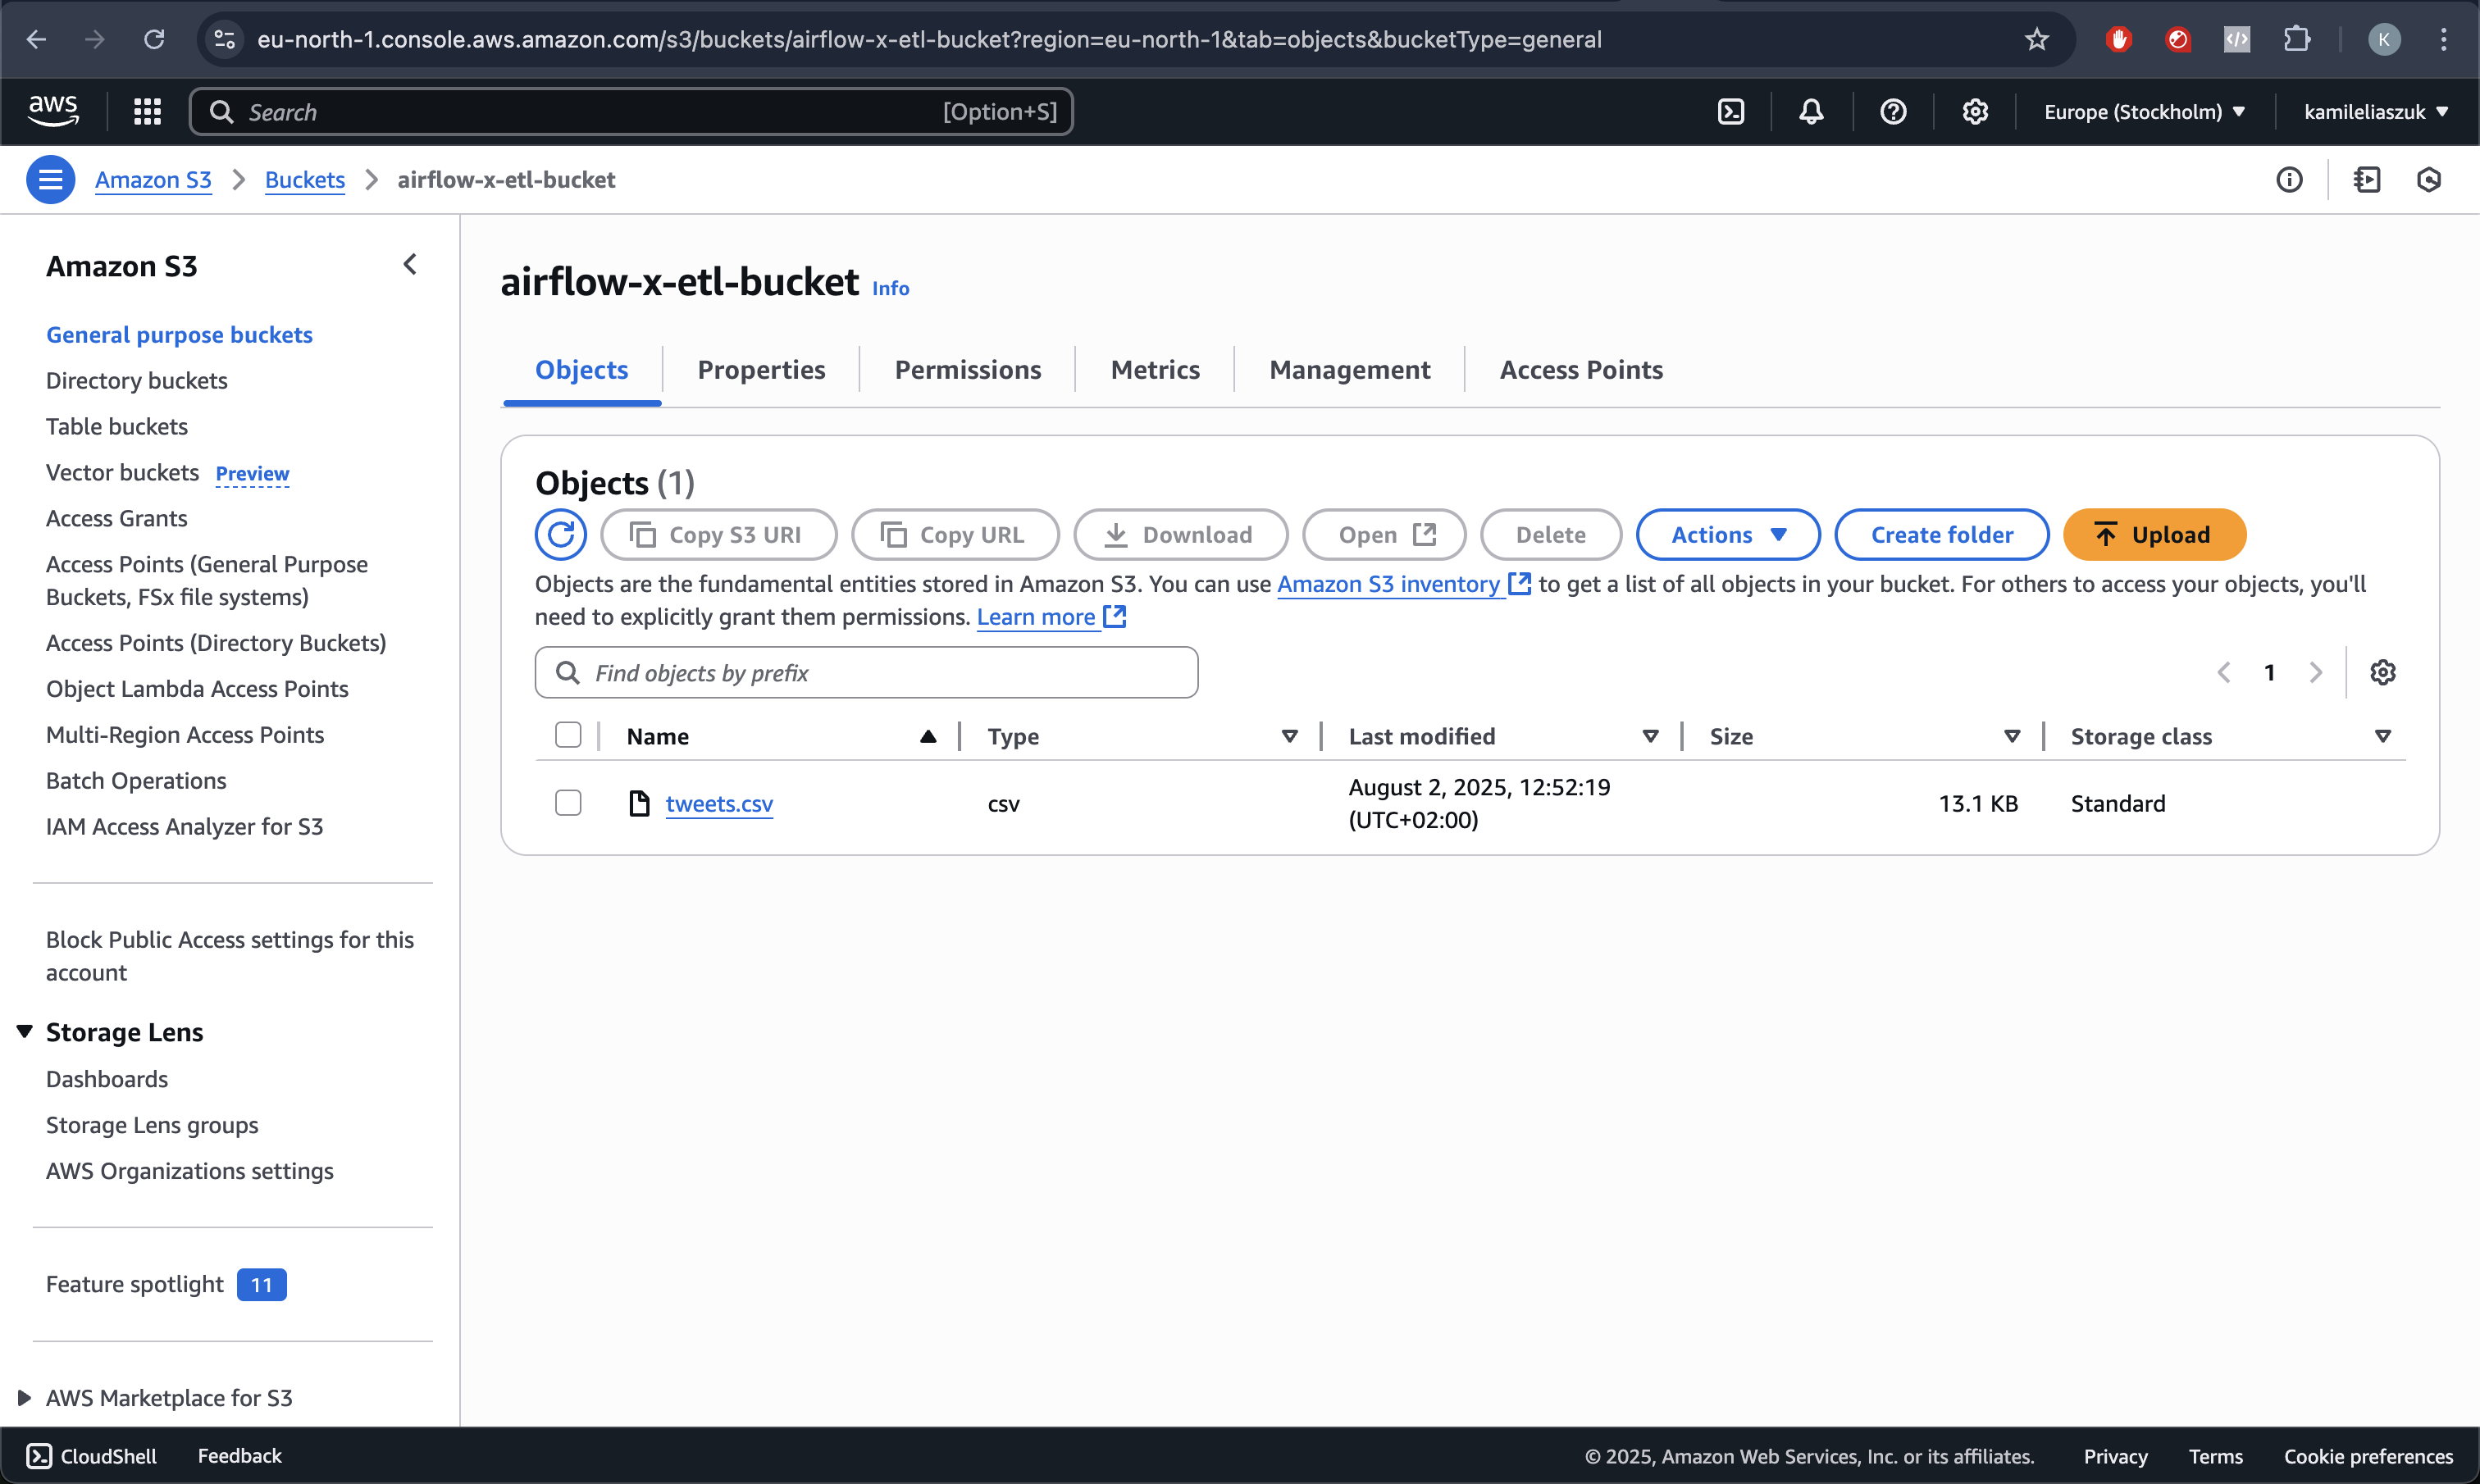 eu-north-1.console.aws.amazon.com/s3/buckets/airflow-x-etl-bucket?region=eu-north-1&tab=objects&bucketType=general
K
aws
Search
[Option+S]
Europe (Stockholm)
kamileliaszuk
Amazon S3
Buckets
airflow-x-etl-bucket
Amazon S3
General purpose buckets
Directory buckets
Table buckets
Vector buckets Preview
Access Grants
Access Points (General Purpose
Buckets, FSx file systems)
Access Points (Directory Buckets)
Object Lambda Access Points
Multi-Region Access Points
Batch Operations
IAM Access Analyzer for S3
Block Public Access settings for this
account
Storage Lens
Dashboards
Storage Lens groups
AWS Organizations settings
Feature spotlight 11
AWS Marketplace for S3
airflow-x-etl-bucket Info
Objects
Properties
Permissions
Metrics
Management
Access Points
Objects (1)
Copy S3 URI
Copy URL
Download
Open
Delete
Actions
Create folder
Upload
Objects are the fundamental entities stored in Amazon S3. You can use Amazon S3 inventory to get a list of all objects in your bucket. For others to access your objects, you'll
need to explicitly grant them permissions. Learn more
Find objects by prefix
1
Name
Type
Last modified
Size
Storage class
tweets.csv
csv
August 2, 2025, 12:52:19
(UTC+02:00)
13.1 KB
Standard
CloudShell
Feedback
© 2025, Amazon Web Services, Inc. or its affiliates.
Privacy
Terms
Cookie preferences